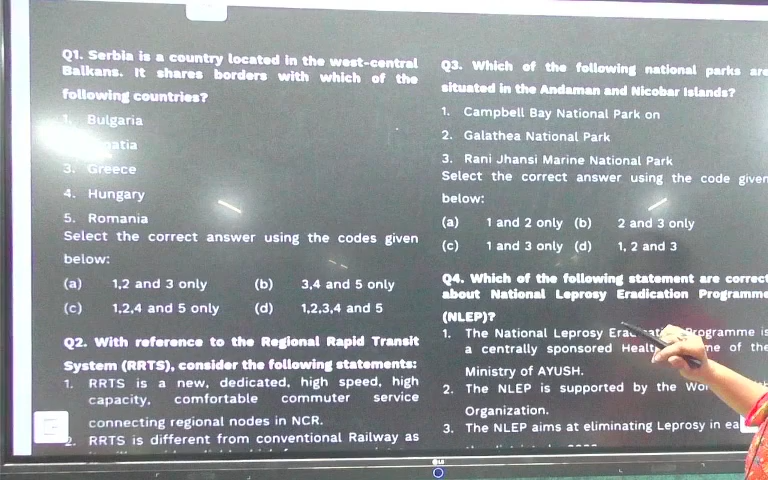 Q1. Serbia is a country located in the west-central
Balkans. It shares borders with which of the
following countries?
1. Bulgaria
3. Greece
4. Hungary
5. Romania
Select the correct answer using the codes given
below:
(a) 1,2 and 3 only (b) 3,4 and 5 only
(c) 1,2,4 and 5 only (d) 1,2,3,4 and 5
Q2. With reference to the Regional Rapid Transit
System (RRTS), consider the following statements:
1. RRTS is a new, dedicated, high speed, high
capacity, comfortable commuter service
connecting regional nodes in NCR.
2. RRTS is different from conventional Railway as
Q3. Which of the following national parks are
situated in the Andaman and Nicobar Islands?
1. Campbell Bay National Park on
2. Galathea National Park
3. Rani Jhansi Marine National Park
Select the correct answer using the code given
below:
(a) 1 and 2 only (b) 2 and 3 only
(c) 1 and 3 only (d) 1, 2 and 3
Q4. Which of the following statement are correct
about National Leprosy Eradication Programme
(NLEP)?
1. The National Leprosy Programme is
a centrally sponsored of the
Ministry of AYUSH.
2. The NLEP is supported by the
Organization.
3. The NLEP aims at eliminating Leprosy in
LG